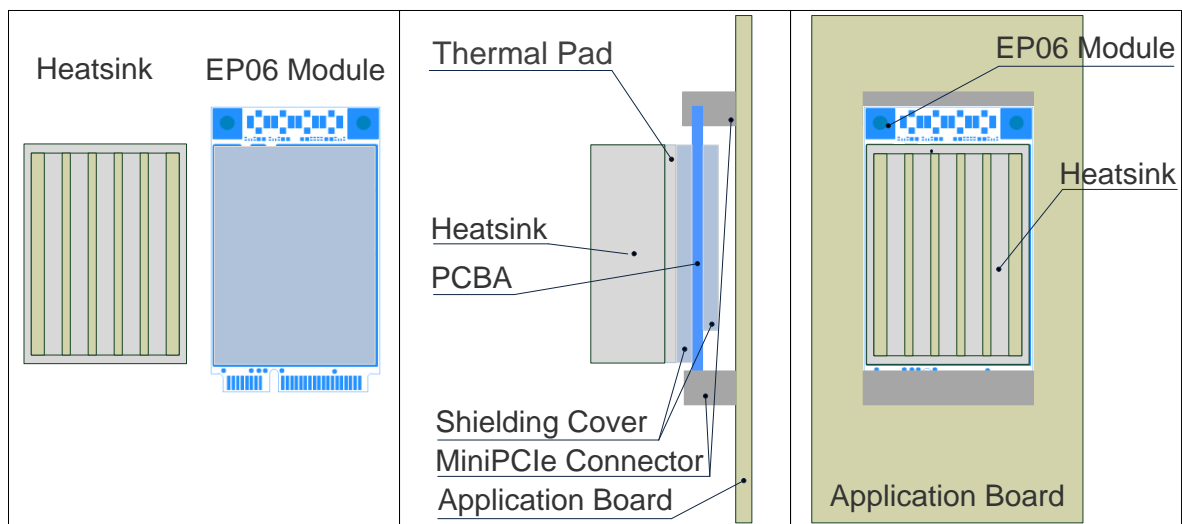 Heatsink
EP06 Module
Thermal Pad
Heatsink
PCBA
Shielding Cover
MiniPCIe Connector
Application Board
EP06 Module
Heatsink
Application Board